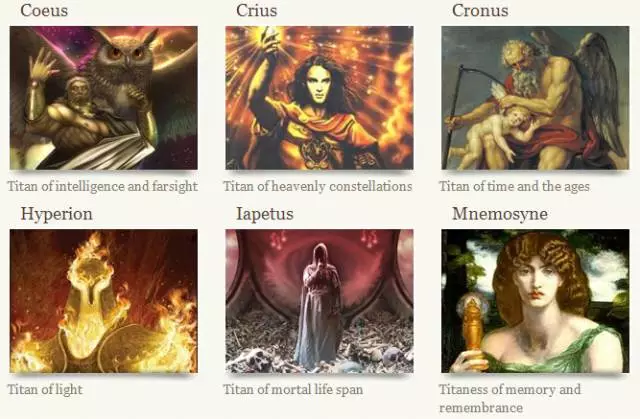 Coeus
Crius
Cronus
Titan of intelligence and farsight
Titan of heavenly constellations
Titan of time and the ages
Hyperion
Iapetus
Mnemosyne
Titan of light
Titan of mortal life span
Titaness of memory and
remembrance